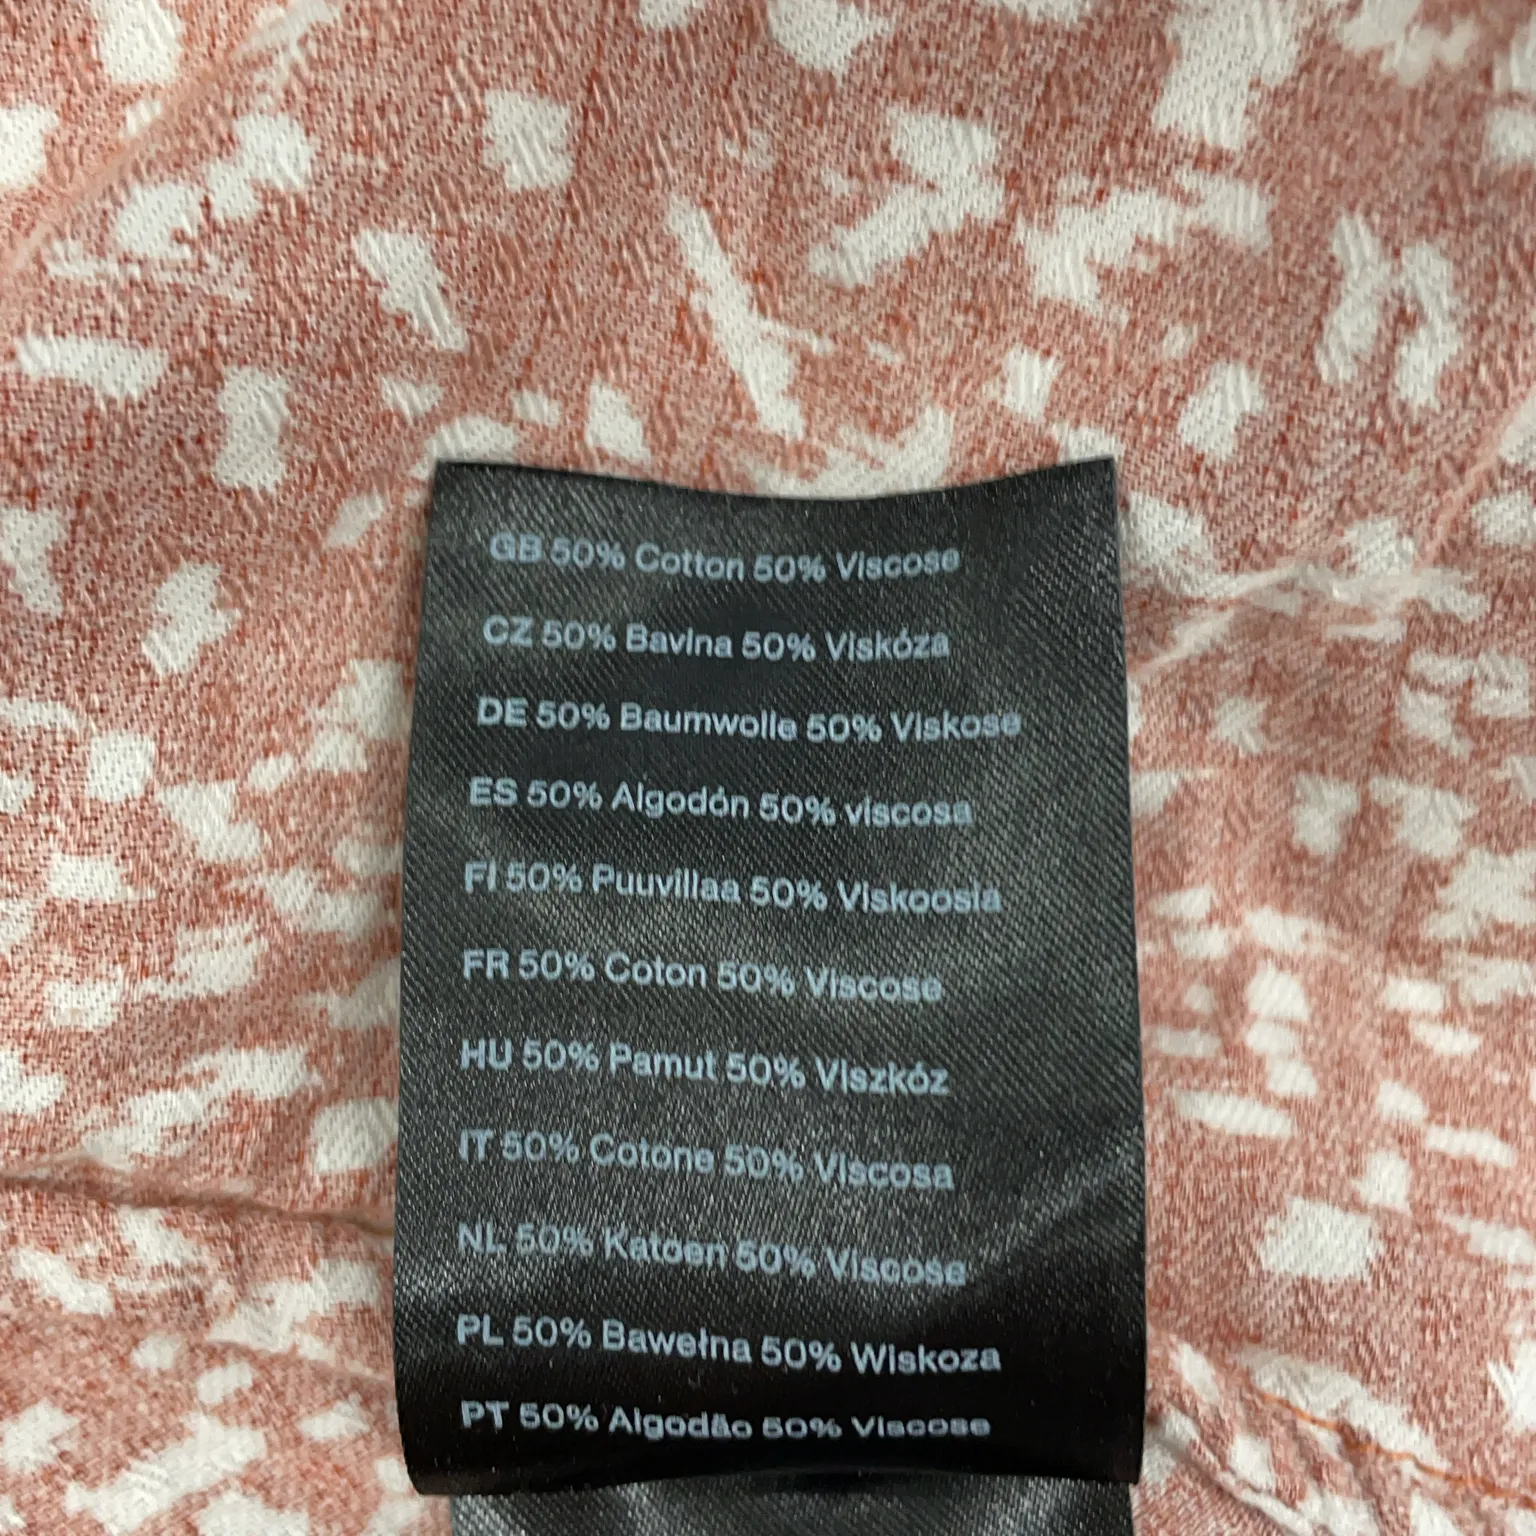 GB 50% Cotton 50% Viscose
CZ 50% Bavlna 50% Viskóza
DE 50% Baumwolle 50% Viskose
ES 50% Algodón 50% viscosa
FI 50% Puuvillaa 50% Viskoosia
FR 50% Coton 50% Viscose
HU 50% Pamut 50% Viszkóz
IT 50% Cotone 50% Viscosa
NL 50% Katoen 50% Viscose
PL 50% Bawełna 50% Wiskoza
PT 50% Algodão 50% Viscose